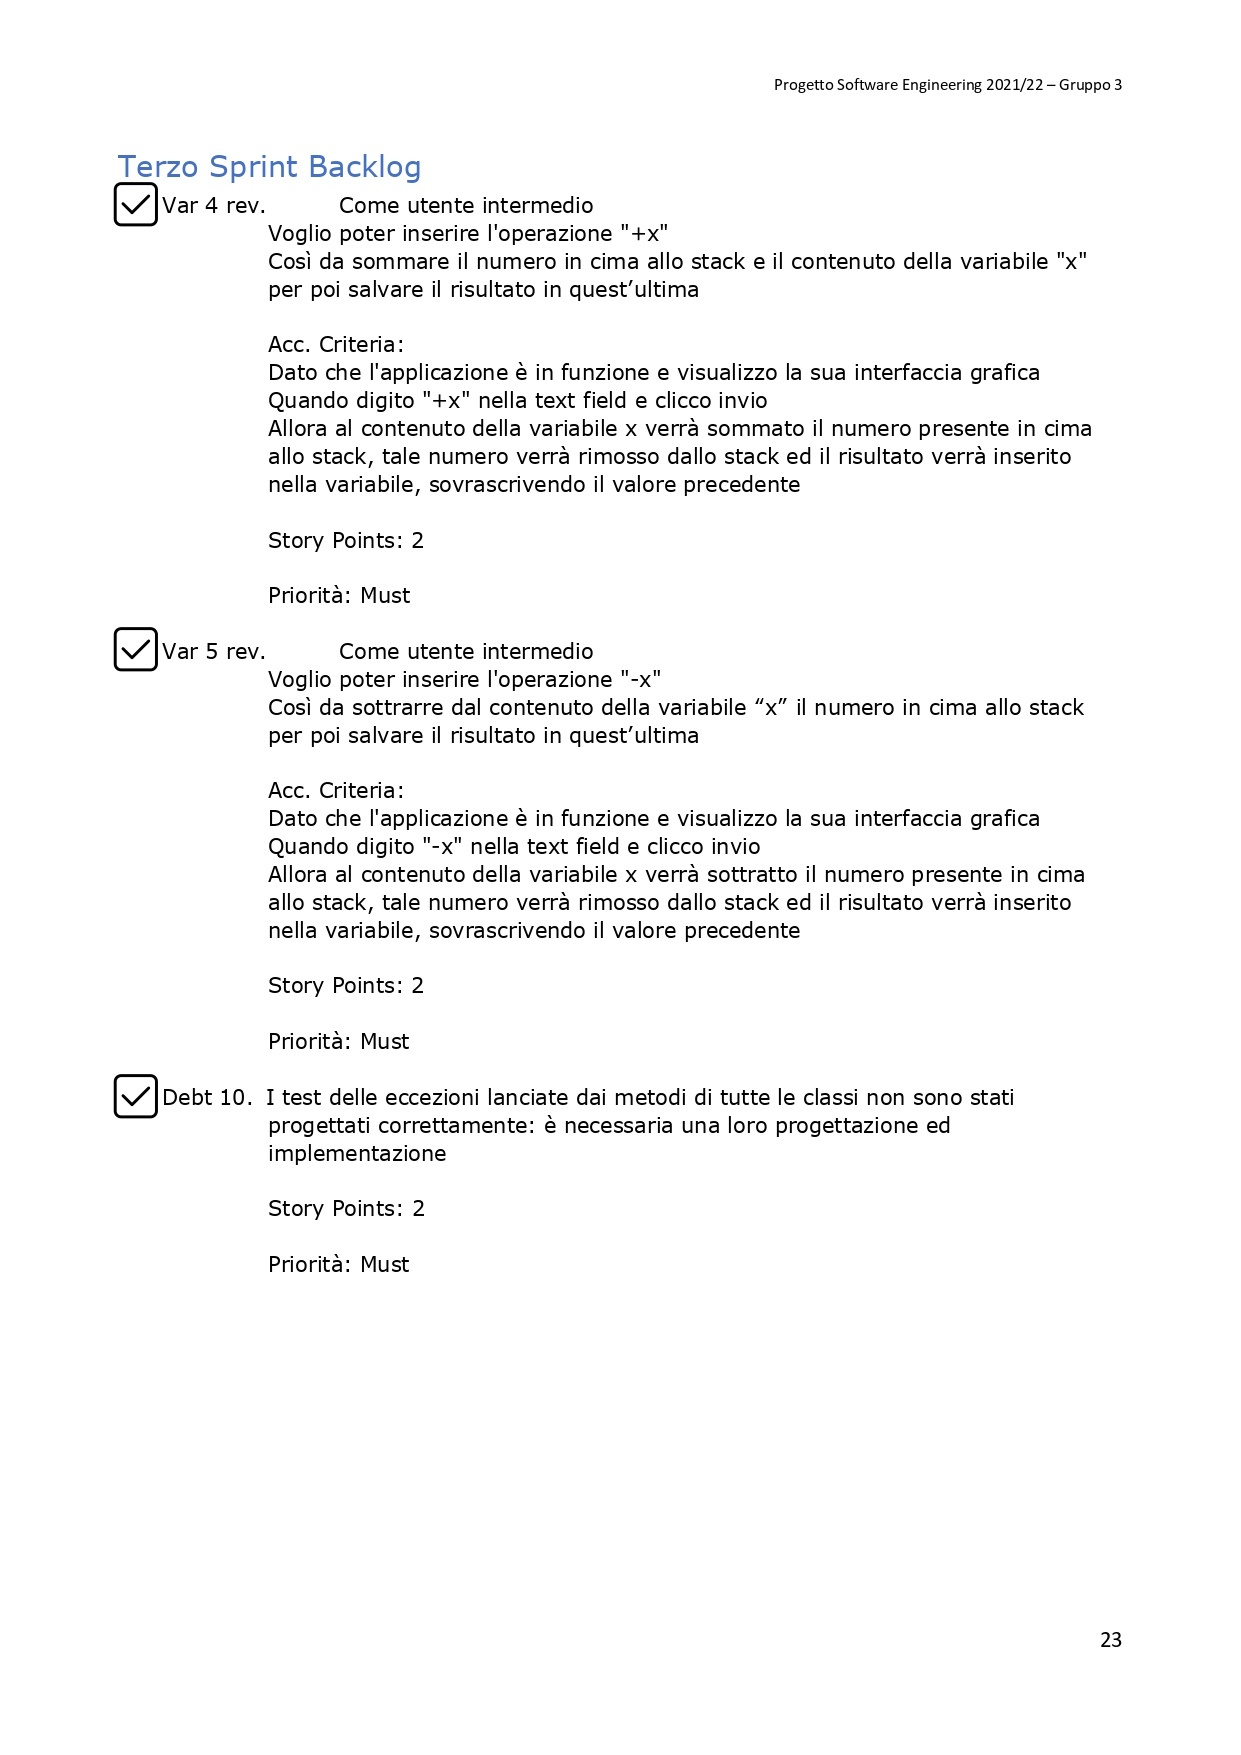 Progetto Software Engineering 2021/22 – Gruppo 3
Terzo Sprint Backlog
Var 4 rev. Come utente intermedio
Voglio poter inserire l'operazione "+x"
Così da sommare il numero in cima allo stack e il contenuto della variabile "x"
per poi salvare il risultato in quest’ultima
Acc. Criteria:
Dato che l'applicazione è in funzione e visualizzo la sua interfaccia grafica
Quando digito "+x" nella text field e clicco invio
Allora al contenuto della variabile x verrà sommato il numero presente in cima
allo stack, tale numero verrà rimosso dallo stack ed il risultato verrà inserito
nella variabile, sovrascrivendo il valore precedente
Story Points: 2
Priorità: Must
Var 5 rev. Come utente intermedio
Voglio poter inserire l'operazione "-x"
Così da sottrarre dal contenuto della variabile “x” il numero in cima allo stack
per poi salvare il risultato in quest’ultima
Acc. Criteria:
Dato che l'applicazione è in funzione e visualizzo la sua interfaccia grafica
Quando digito "-x" nella text field e clicco invio
Allora al contenuto della variabile x verrà sottratto il numero presente in cima
allo stack, tale numero verrà rimosso dallo stack ed il risultato verrà inserito
nella variabile, sovrascrivendo il valore precedente
Story Points: 2
Priorità: Must
Debt 10. I test delle eccezioni lanciate dai metodi di tutte le classi non sono stati
progettati correttamente: è necessaria una loro progettazione ed
implementazione
Story Points: 2
Priorità: Must
23